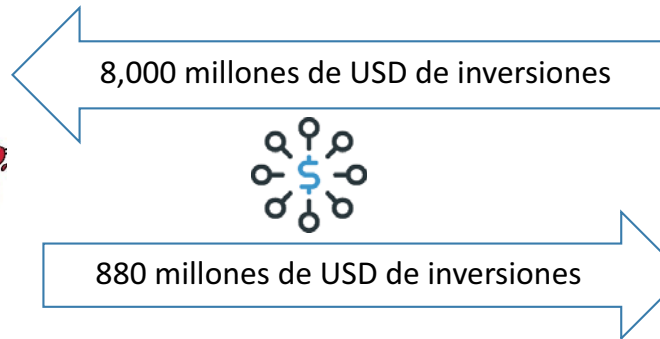 8,000 millones de USD de inversiones
$
880 millones de USD de inversiones